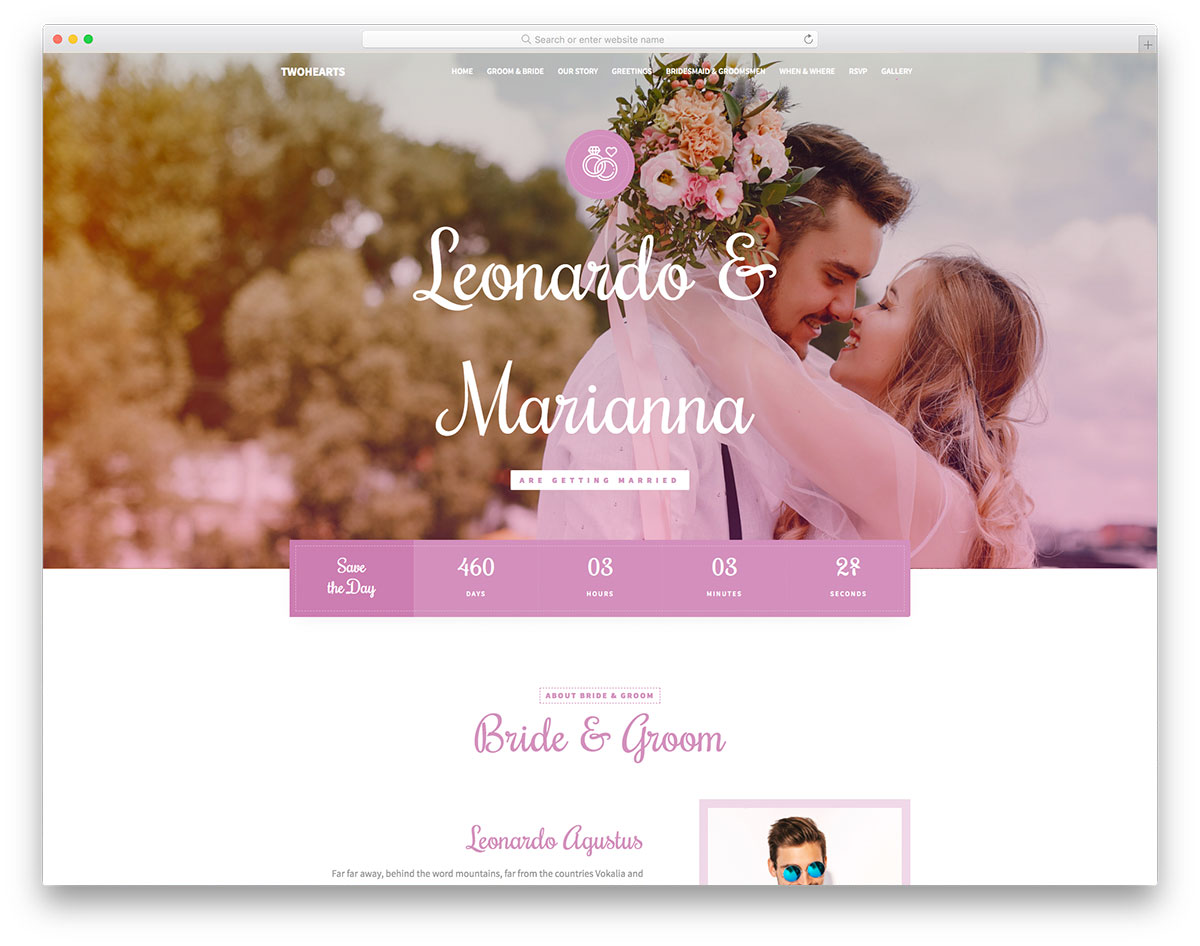 Search or enter website name
TWOHEARTS
HOME GROOM & BRIDE OUR STORY GREETINGS BRIDESMAID & GROOMSMEN WHEN & WHERE RSVP GALLERY
Leonardo &
Marianna
ARE GETTING MARRIED
Save
the Day
460
DAYS
03
HOURS
03
MINUTES
SECONDS
ABOUT BRIDE & GROOM
Bride & Groom
Leonardo Agustus
Far far away, behind the word mountains, far from the countries Vokalia and